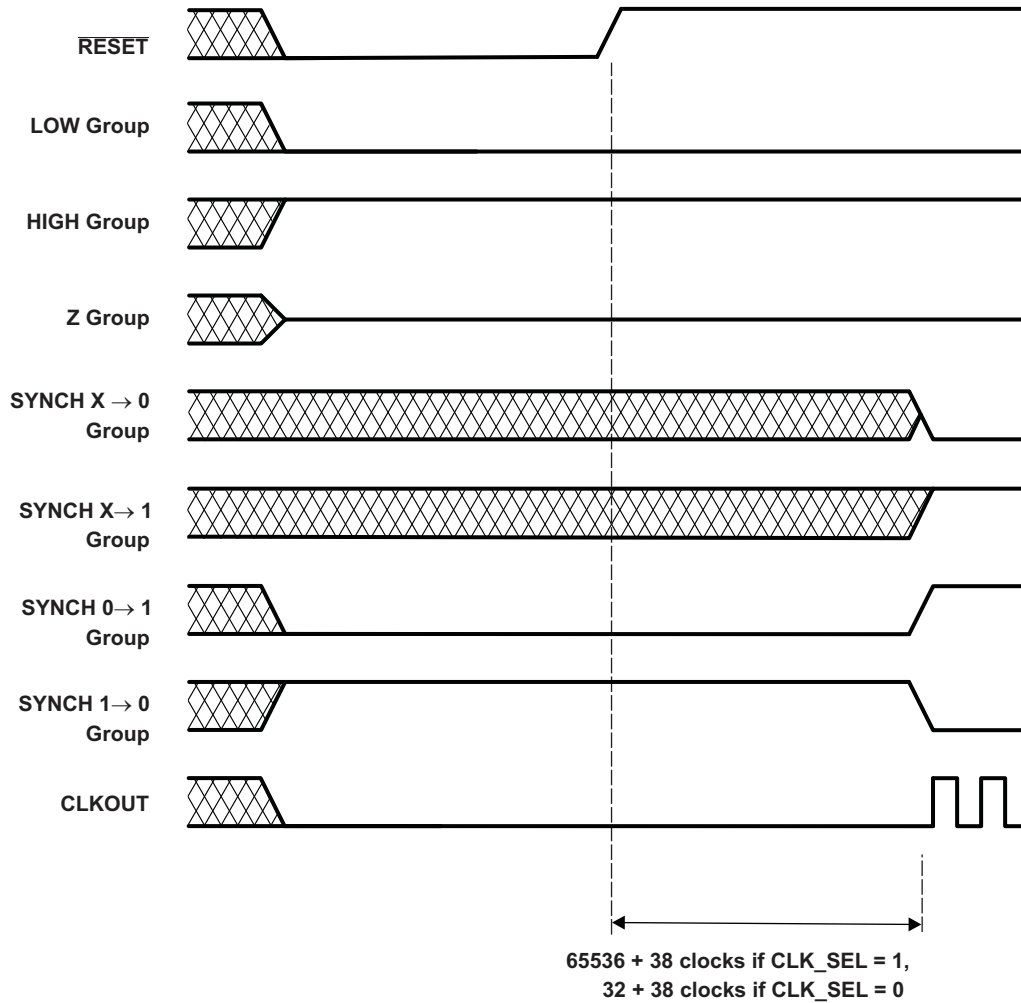 RESET
LOW Group
HIGH Group
Z Group
SYNCH X → 0
Group
SYNCH X→ 1
Group
SYNCH 0→ 1
Group
SYNCH 1→ 0
Group
CLKOUT
65536 + 38 clocks if CLK_SEL = 1,
32 + 38 clocks if CLK_SEL = 0